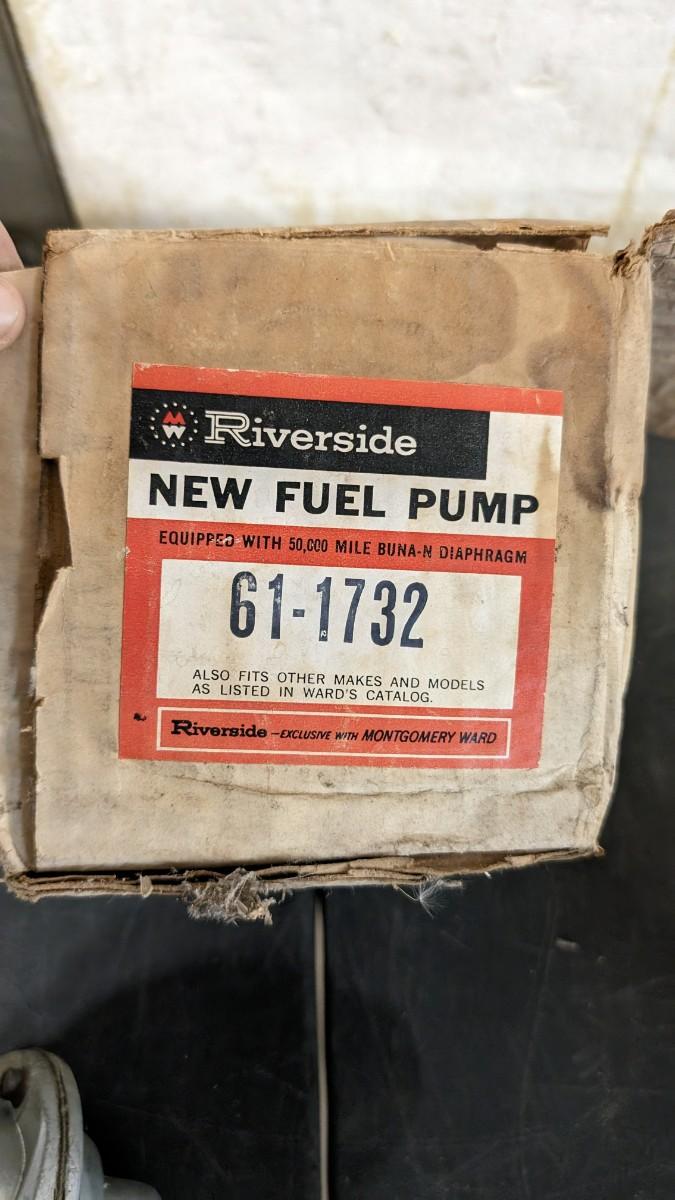 MW Riverside
NEW FUEL PUMP
EQUIPPED WITH 50,000 MILE BUNA-N DIAPHRAGM
61-1732
ALSO FITS OTHER MAKES AND MODELS
AS LISTED IN WARD'S CATALOG.
Riverside -EXCLUSIVE WITH MONTGOMERY WARD